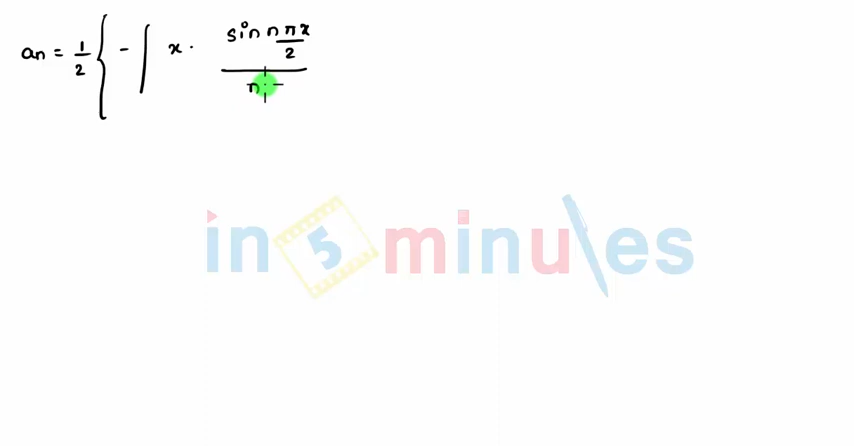 an = 1/2 { - [ x · sin nπx/2 / n
in 5 minutes